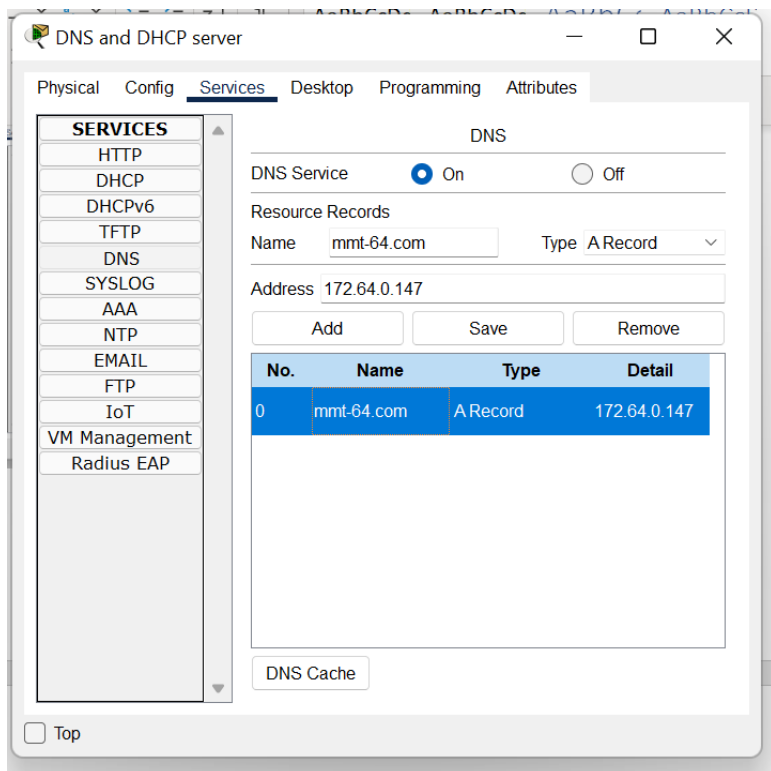 DNS and DHCP server
Physical Config Services Desktop Programming Attributes
SERVICES
HTTP
DHCP
DHCPv6
TFTP
DNS
SYSLOG
AAA
NTP
EMAIL
FTP
IoT
VM Management
Radius EAP
DNS
DNS Service On Off
Resource Records
Name mmt-64.com Type A Record
Address 172.64.0.147
Add Save Remove
No. Name Type Detail
0 mmt-64.com A Record 172.64.0.147
DNS Cache
Top